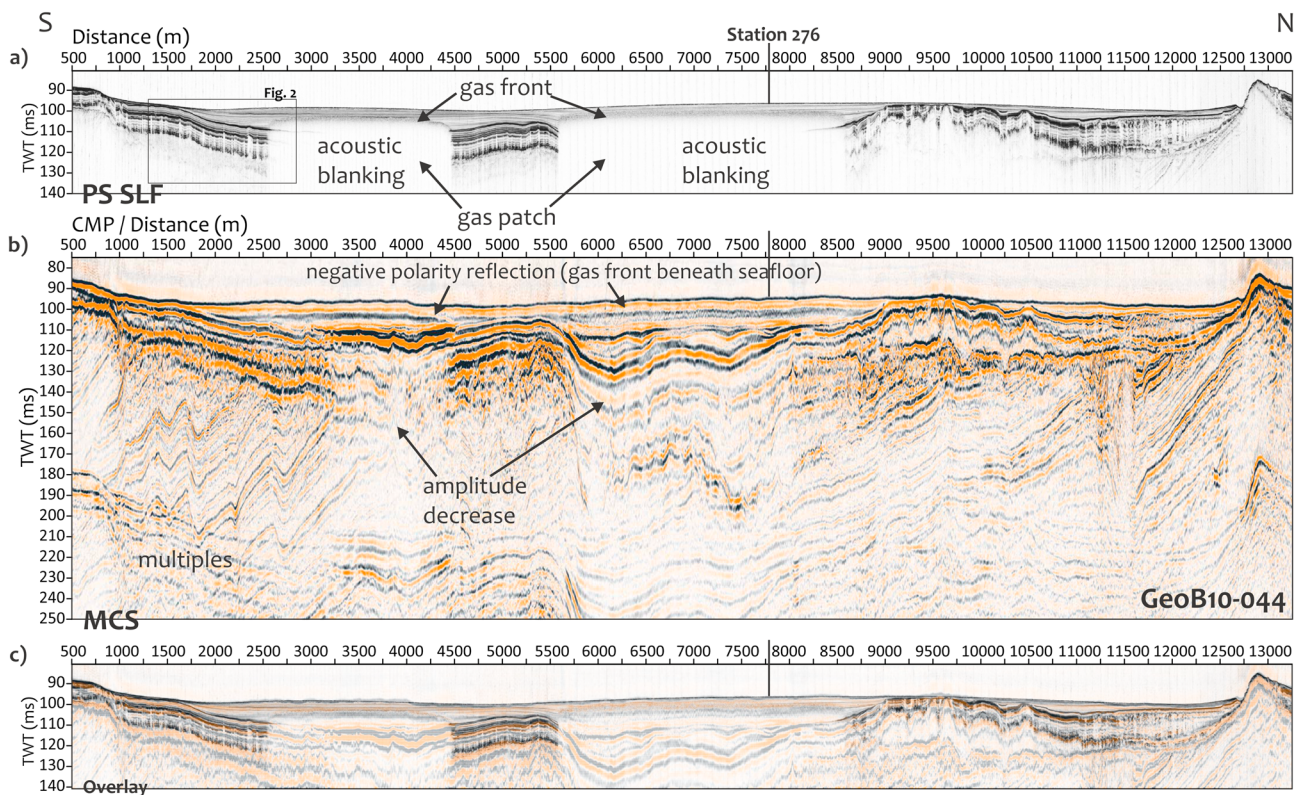 S
N
Distance (m)
Station 276
a)
500 1000 1500 2000 2500 3000 3500 4000 4500 5000 5500 6000 6500 7000 7500 8000 8500 9000 9500 10000 10500 11000 11500 12000 12500 13000
TWT (ms)
90
100
110
120
130
140
Fig. 2
gas front
acoustic
blanking
acoustic
blanking
PS SLF
gas patch
CMP / Distance (m)
b)
500 1000 1500 2000 2500 3000 3500 4000 4500 5000 5500 6000 6500 7000 7500 8000 8500 9000 9500 10000 10500 11000 11500 12000 12500 13000
TWT (ms)
80
90
100
110
120
130
140
150
160
170
180
190
200
210
220
230
240
250
negative polarity reflection (gas front beneath seafloor)
amplitude
decrease
multiples
GeoB10-044
MCS
c)
500 1000 1500 2000 2500 3000 3500 4000 4500 5000 5500 6000 6500 7000 7500 8000 8500 9000 9500 10000 10500 11000 11500 12000 12500 13000
TWT (ms)
90
100
110
120
130
140
Overlay